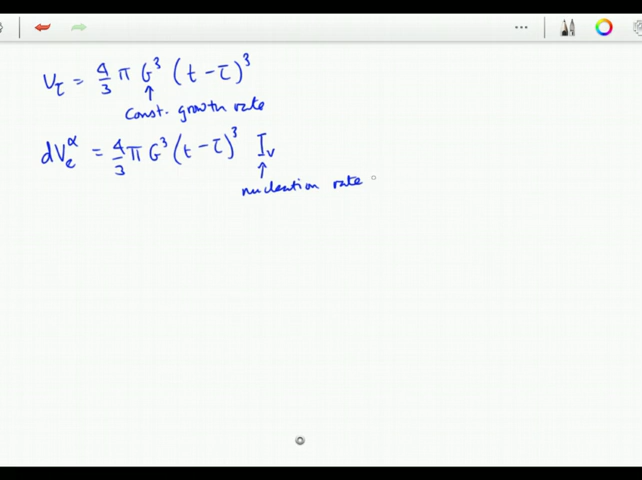 v_τ = 4/3 π G³ (t − τ)³
↑
const. growth rate
dV_e^α = 4/3 π G³ (t − τ)³ I_v
↑
nucleation rate